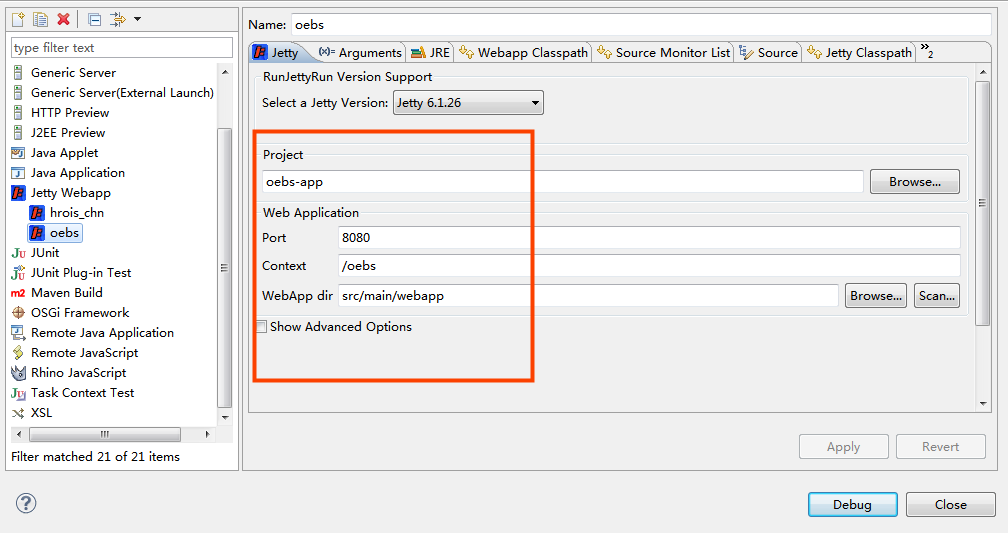 type filter text
Generic Server
Generic Server(External Launch)
HTTP Preview
J2EE Preview
Java Applet
Java Application
Jetty Webapp
hrois_chn
oebs
JUnit
JUnit Plug-in Test
Maven Build
OSGi Framework
Remote Java Application
Remote JavaScript
Rhino JavaScript
Task Context Test
XSL
Filter matched 21 of 21 items
Name: oebs
Jetty (x)= Arguments JRE Webapp Classpath Source Monitor List Source Jetty Classpath »2
RunJettyRun Version Support
Select a Jetty Version: Jetty 6.1.26
Project
oebs-app Browse...
Web Application
Port 8080
Context /oebs
WebApp dir src/main/webapp Browse... Scan...
Show Advanced Options
Apply Revert
Debug Close